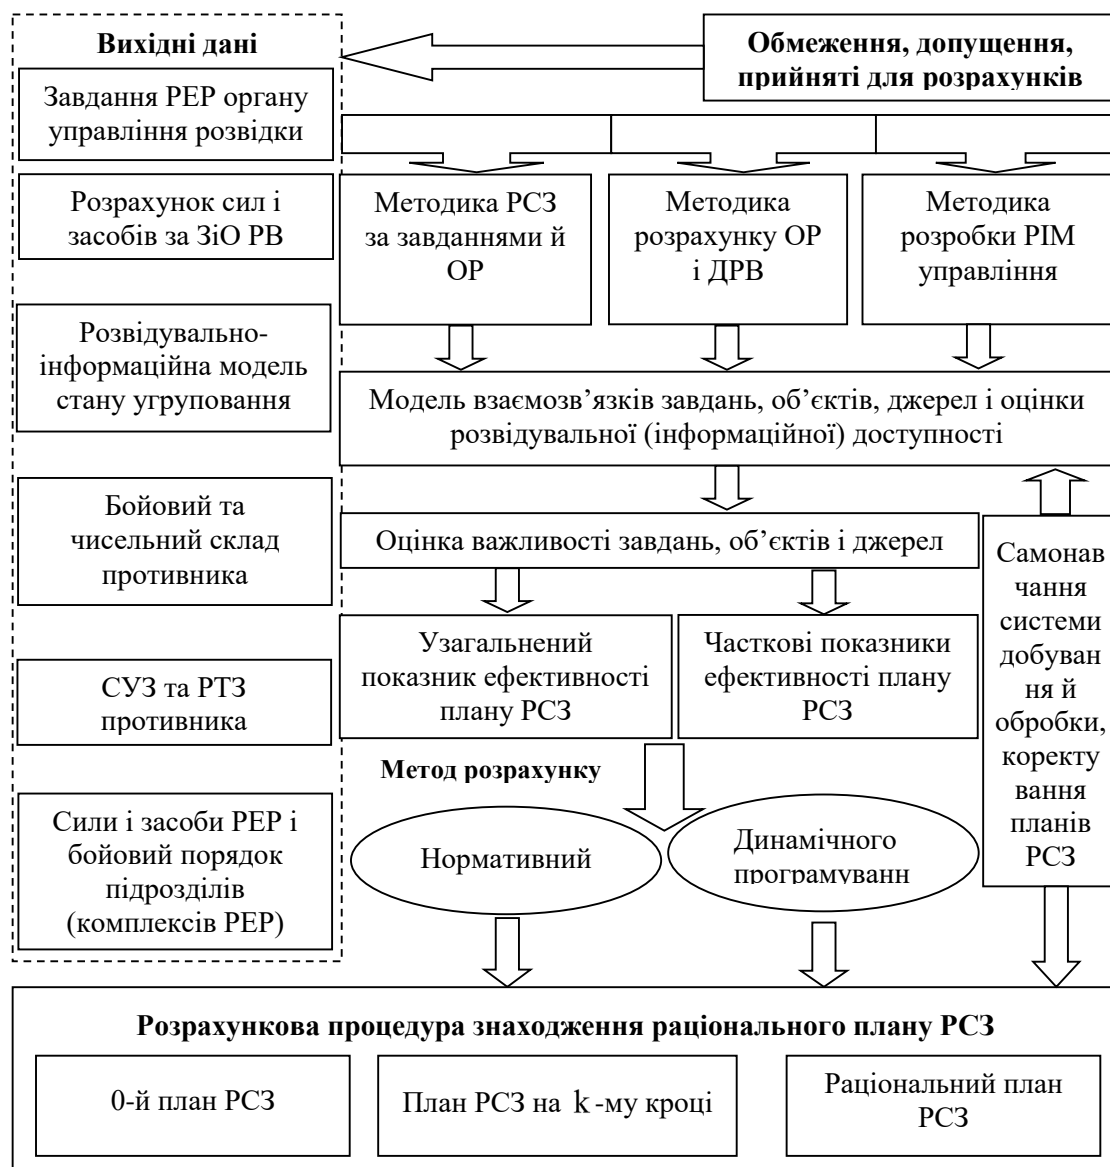 Вихідні дані
Завдання РЕР органу
управління розвідки
Розрахунок сил і
засобів за ЗіО РВ
Розвідувально-
інформаційна модель
стану угруповання
Бойовий та
чисельний склад
противника
СУЗ та РТЗ
противника
Сили і засоби РЕР і
бойовий порядок
підрозділів
(комплексів РЕР)
Обмеження, допущення,
прийняті для розрахунків
Методика РСЗ
за завданнями й
ОР
Методика
розрахунку ОР
і ДРВ
Методика
розробки РІМ
управління
Модель взаємозв’язків завдань, об’єктів, джерел і оцінки
розвідувальної (інформаційної) доступності
Оцінка важливості завдань, об’єктів і джерел
Узагальнений
показник ефективності
плану РСЗ
Часткові показники
ефективності плану
РСЗ
Самонав
чання
системи
добуван
ня й
обробки,
коректу
вання
планів
РСЗ
Метод розрахунку
Нормативний
Динамічного
програмуванн
Розрахункова процедура знаходження раціонального плану РСЗ
0-й план РСЗ
План РСЗ на k -му кроці
Раціональний план
РСЗ